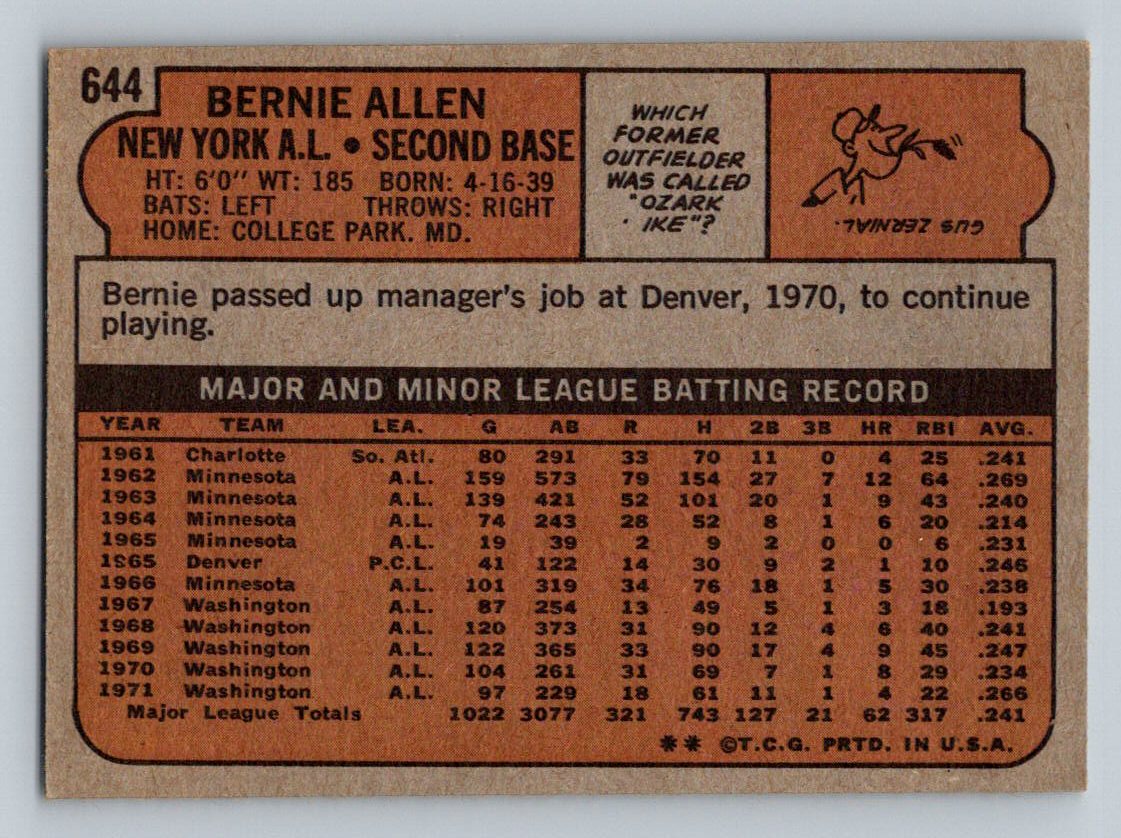 644
BERNIE ALLEN
NEW YORK A.L. • SECOND BASE
HT: 6'0" WT: 185 BORN: 4-16-39
BATS: LEFT THROWS: RIGHT
HOME: COLLEGE PARK. MD.
WHICH
FORMER
OUTFIELDER
WAS CALLED
"OZARK
IKE"?
GUS ZERNIAL.
Bernie passed up manager's job at Denver, 1970, to continue
playing.
MAJOR AND MINOR LEAGUE BATTING RECORD
YEAR TEAM LEA. G AB R H 2B 3B HR RBI AVG.
1961 Charlotte So. Atl. 80 291 33 70 11 0 4 25 .241
1962 Minnesota A.L. 159 573 79 154 27 7 12 64 .269
1963 Minnesota A.L. 139 421 52 101 20 1 9 43 .240
1964 Minnesota A.L. 74 243 28 52 8 1 6 20 .214
1965 Minnesota A.L. 19 39 2 9 2 0 0 6 .231
1965 Denver P.C.L. 41 122 14 30 9 2 1 10 .246
1966 Minnesota A.L. 101 319 34 76 18 1 5 30 .238
1967 Washington A.L. 87 254 13 49 5 1 3 18 .193
1968 Washington A.L. 120 373 31 90 12 4 6 40 .241
1969 Washington A.L. 122 365 33 90 17 4 9 45 .247
1970 Washington A.L. 104 261 31 69 7 1 8 29 .234
1971 Washington A.L. 97 229 18 61 11 1 4 22 .266
Major League Totals 1022 3077 321 743 127 21 62 317 .241
** ©T.C.G. PRTD. IN U.S.A.